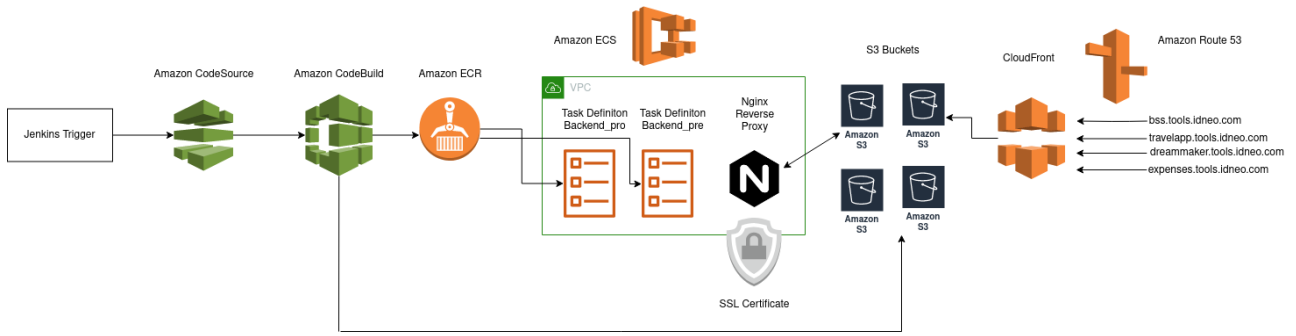 Amazon ECS
S3 Buckets
Amazon Route 53
CloudFront
Amazon CodeSource
Amazon CodeBuild
Amazon ECR
VPC
Jenkins Trigger
Task Definiton
Backend_pro
Task Definiton
Backend_pre
Nginx
Reverse
Proxy
N
Amazon
S3
Amazon
S3
Amazon
S3
Amazon
S3
bss.tools.idneo.com
travelapp.tools.idneo.com
dreammaker.tools.idneo.com
expenses.tools.idneo.com
SSL Certificate